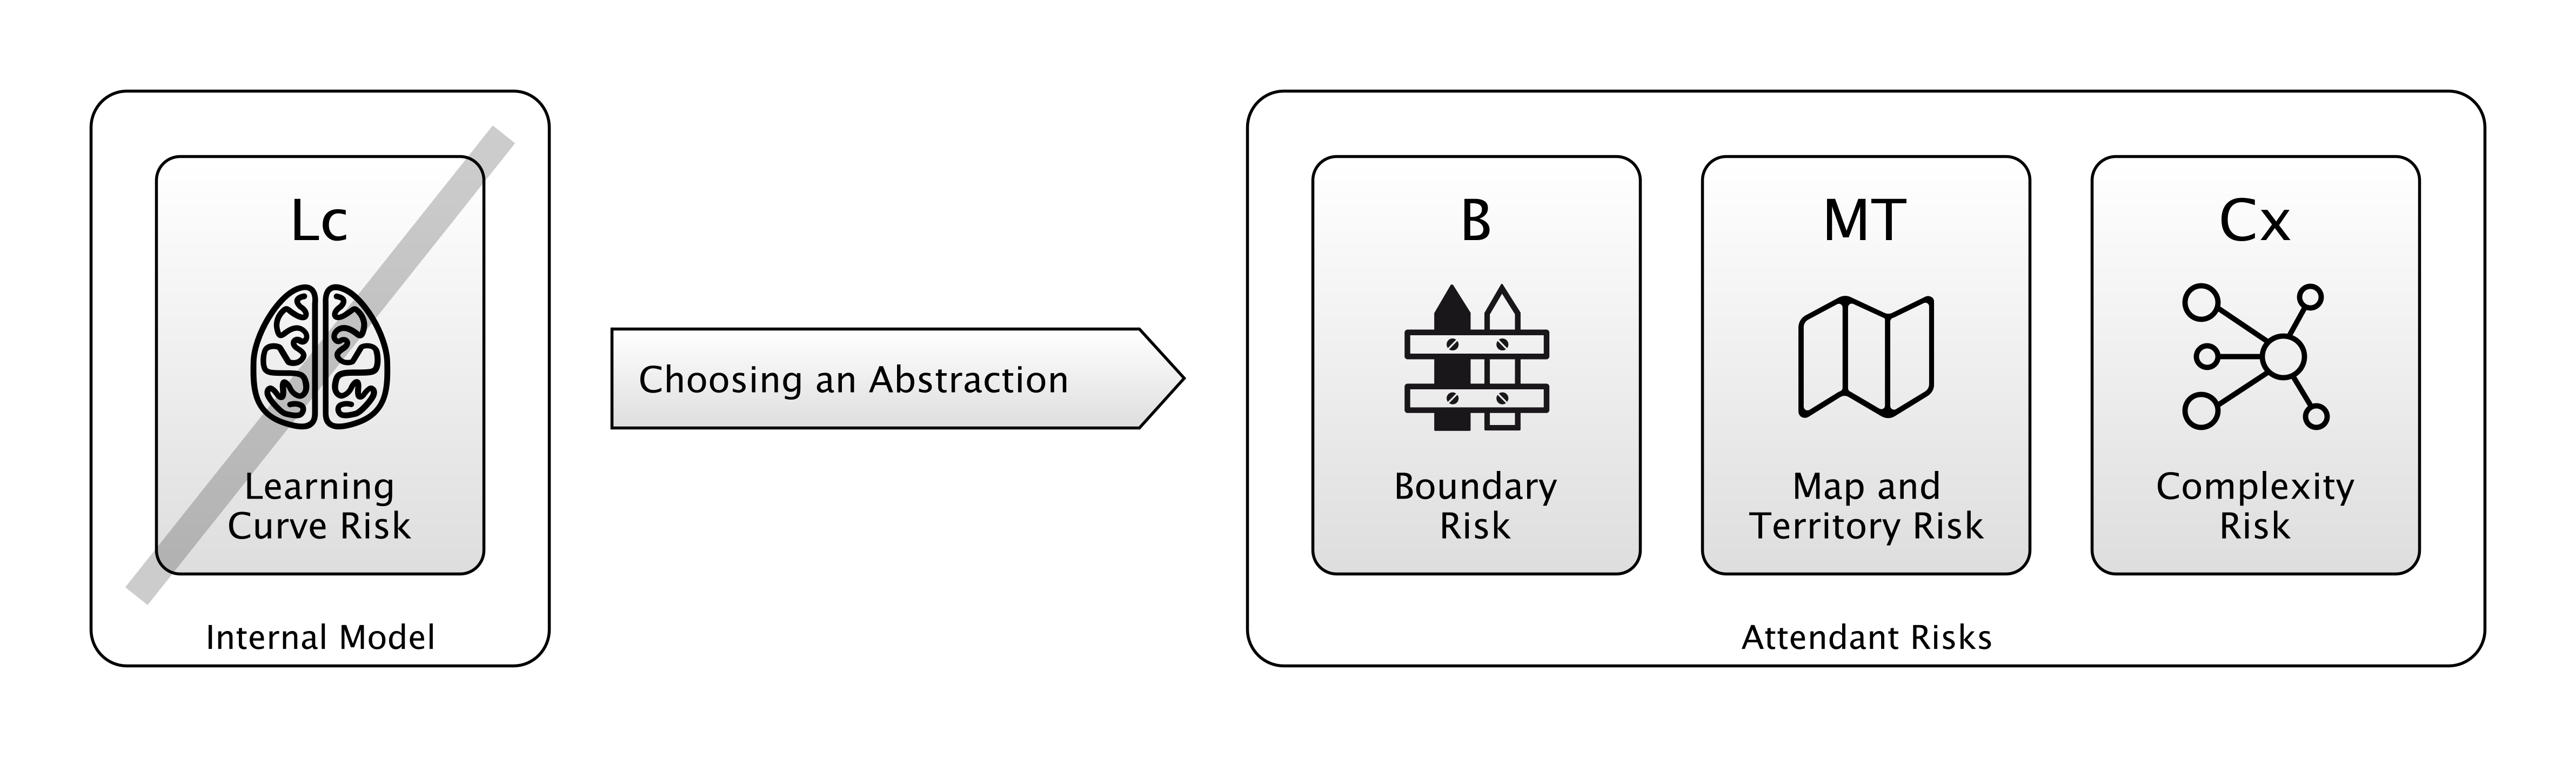 Lc
Learning
Curve Risk
Internal Model
Choosing an Abstraction
B
Boundary
Risk
MT
Map and
Territory Risk
Cx
Complexity
Risk
Attendant Risks